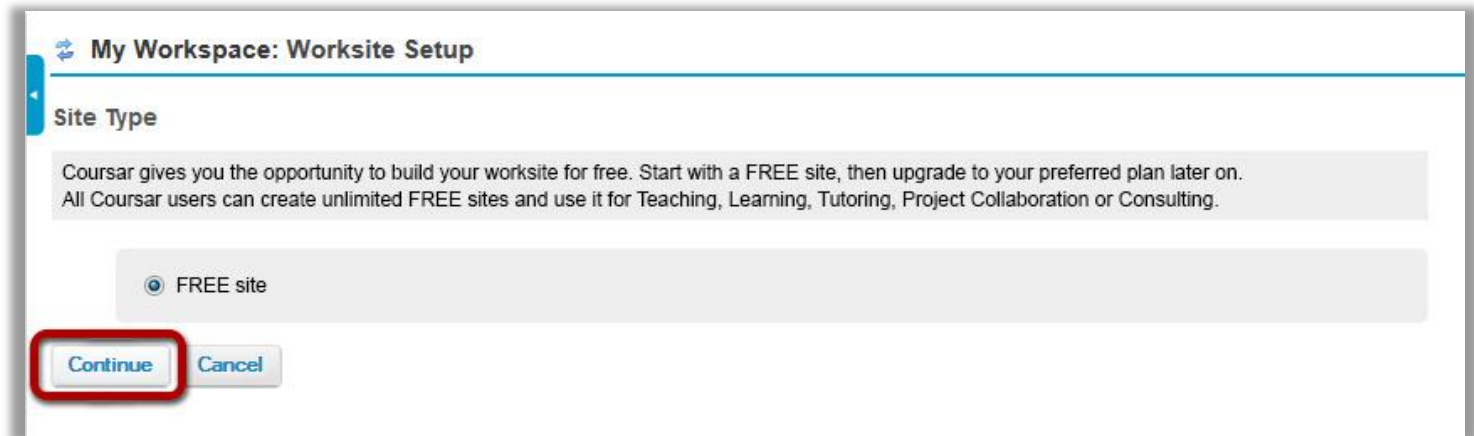 My Workspace: Worksite Setup
Site Type
Coursar gives you the opportunity to build your worksite for free. Start with a FREE site, then upgrade to your preferred plan later on.
All Coursar users can create unlimited FREE sites and use it for Teaching, Learning, Tutoring, Project Collaboration or Consulting.
FREE site
Continue Cancel